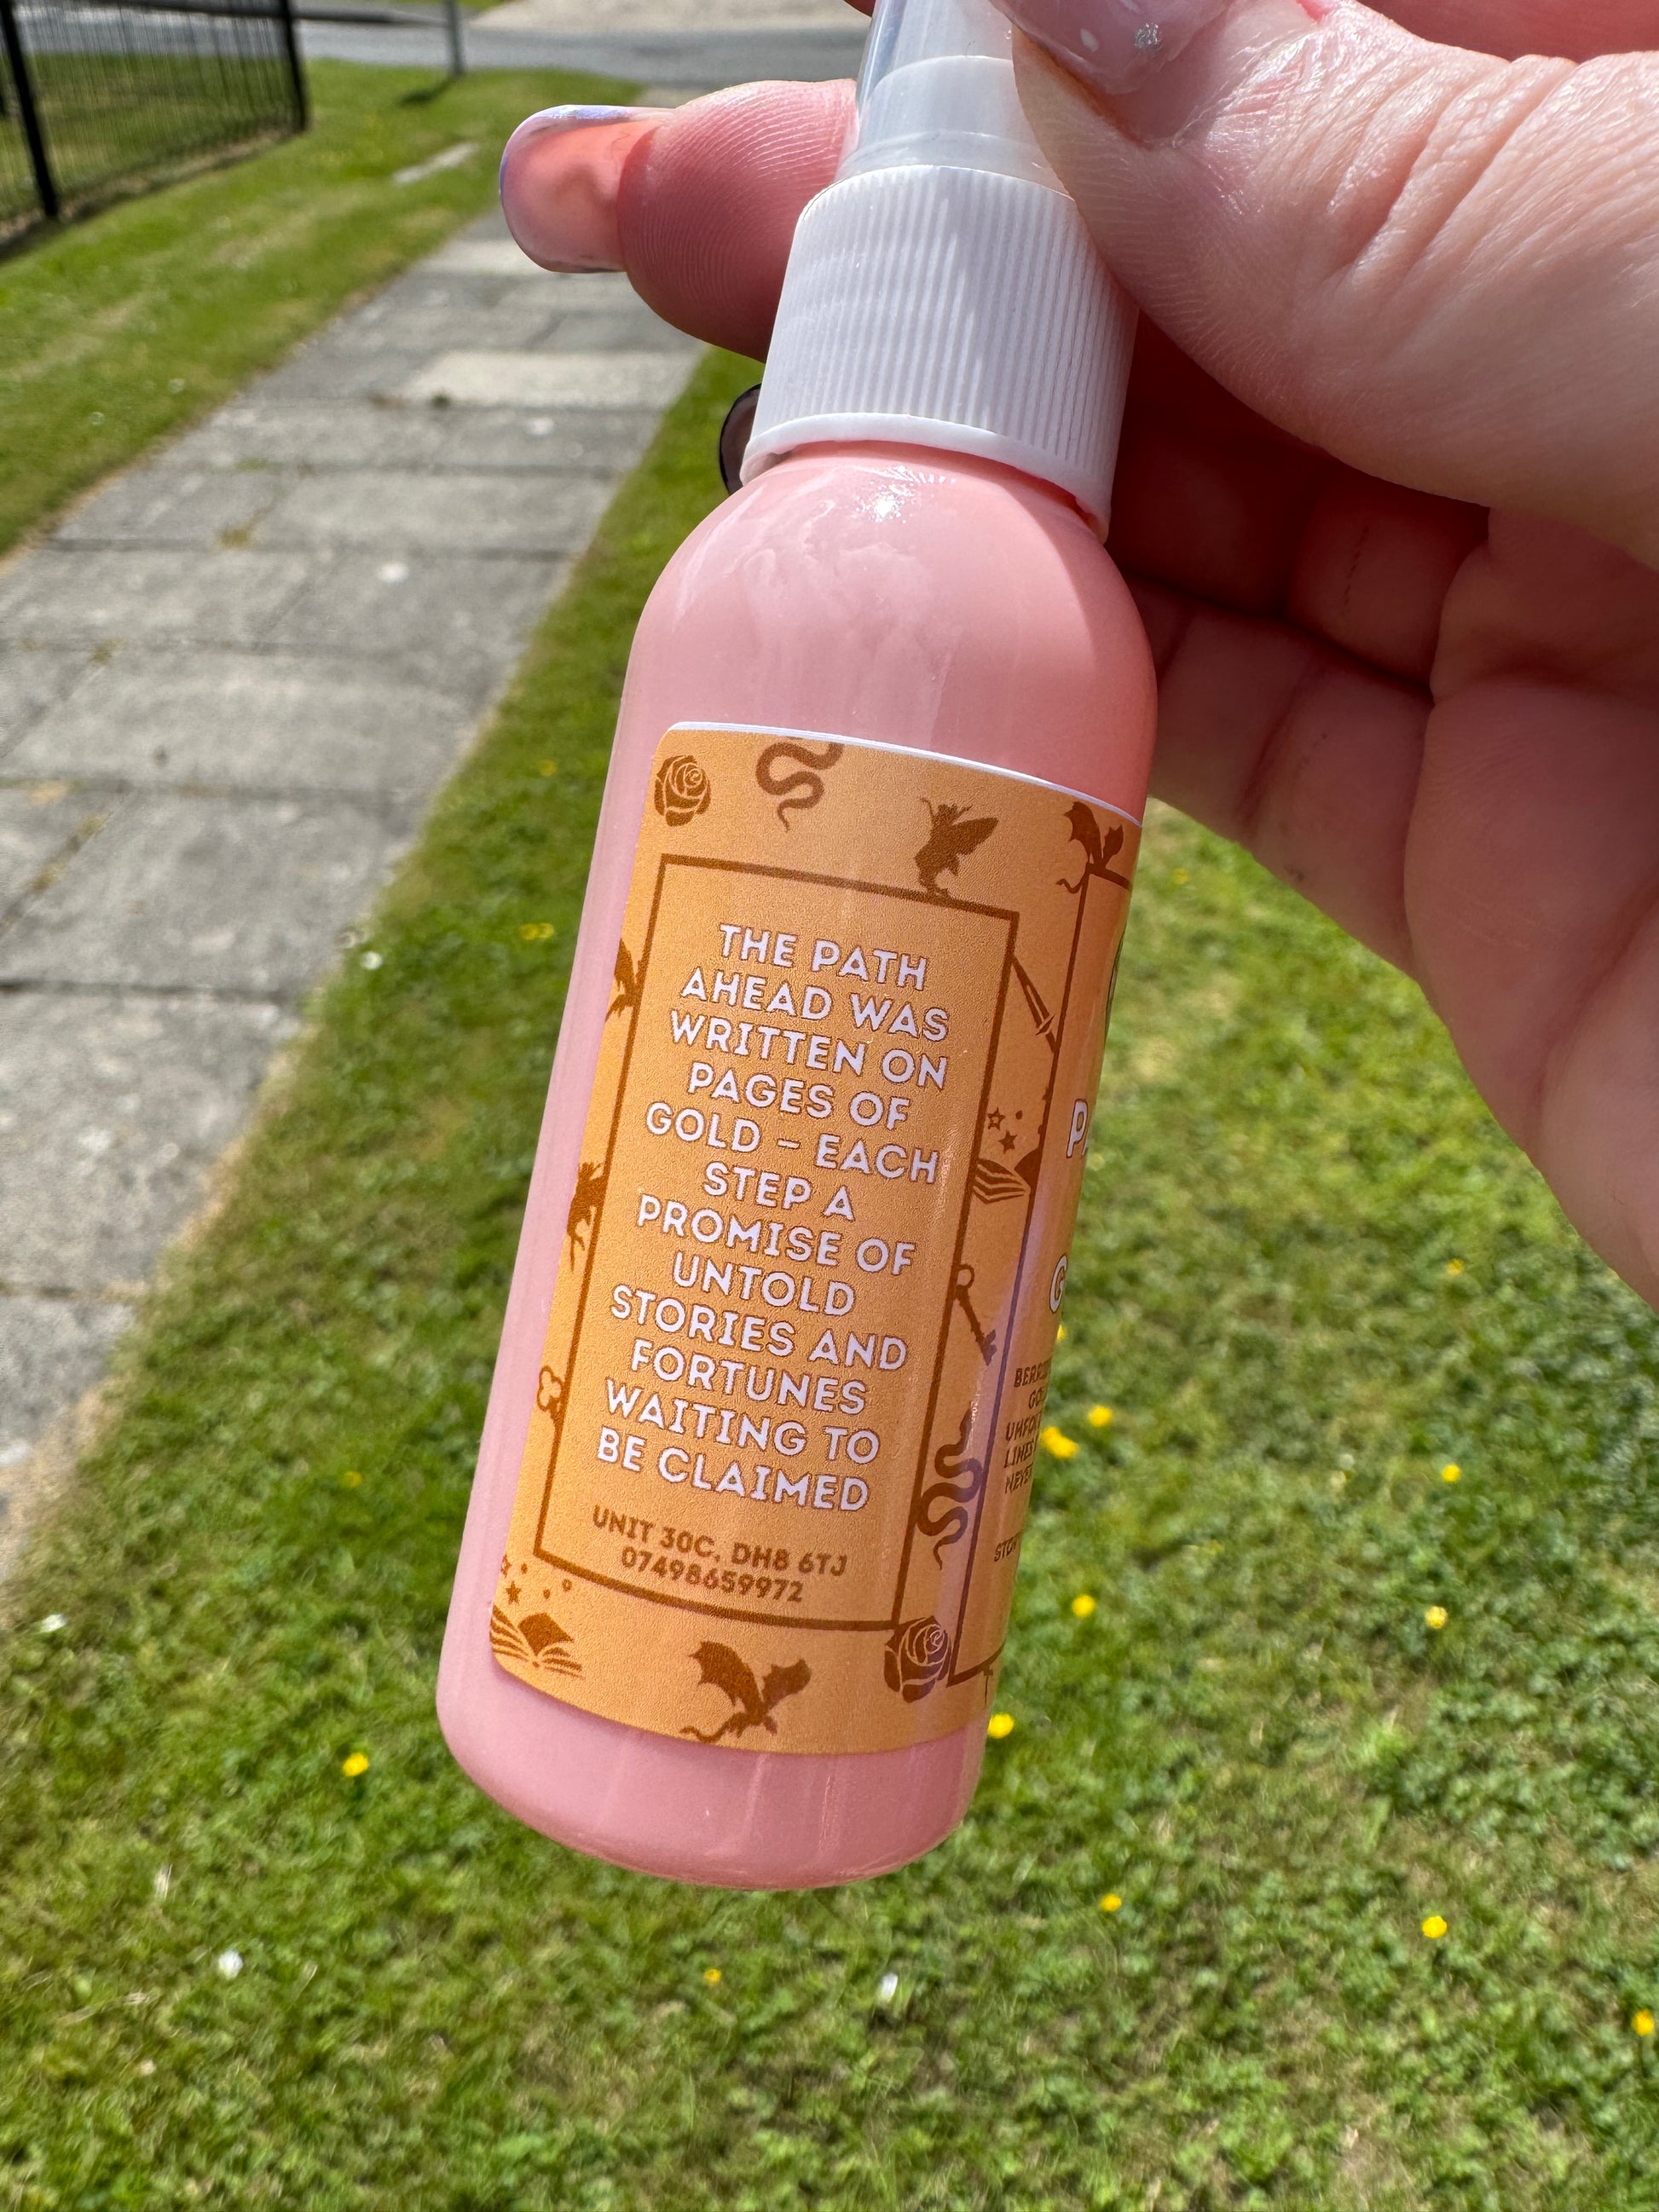 THE PATH
AHEAD WAS
WRITTEN ON
PAGES OF
GOLD – EACH
STEP A
PROMISE OF
UNTOLD
STORIES AND
FORTUNES
WAITING TO
BE CLAIMED
UNIT 30C, DH8 6TJ
07498659972